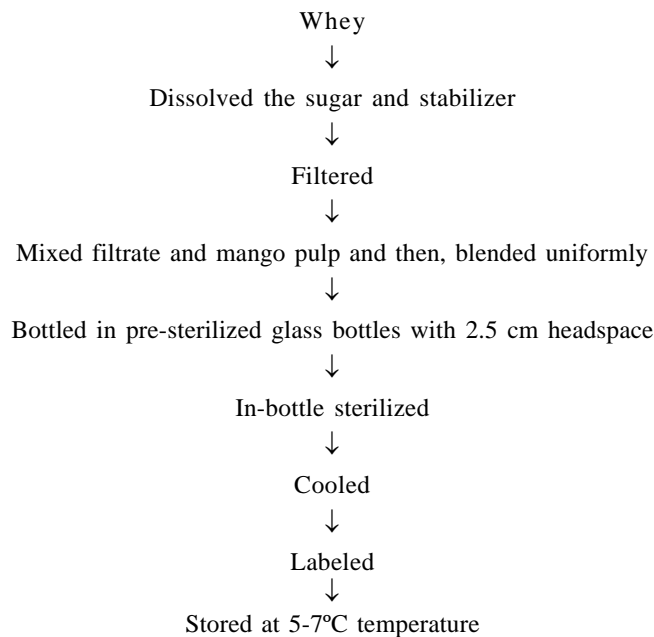 Whey
↓
Dissolved the sugar and stabilizer
↓
Filtered
↓
Mixed filtrate and mango pulp and then, blended uniformly
↓
Bottled in pre-sterilized glass bottles with 2.5 cm headspace
↓
In-bottle sterilized
↓
Cooled
↓
Labeled
↓
Stored at 5-7ºC temperature